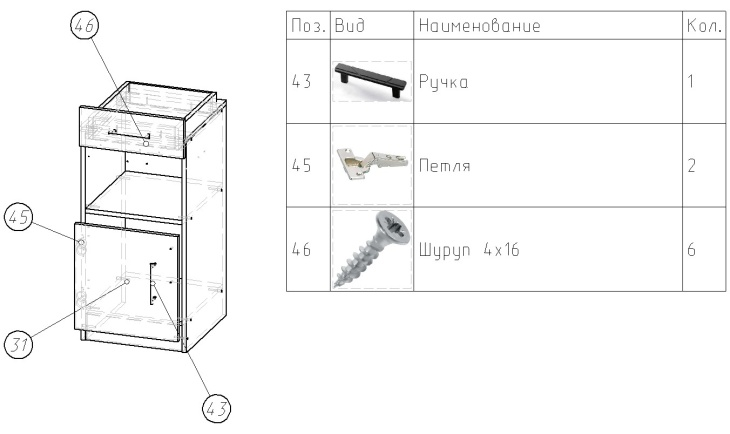 46
45
31
43
Поз. Вид Наименование Кол.
43 Ручка 1
45 Петля 2
46 Шуруп 4х16 6